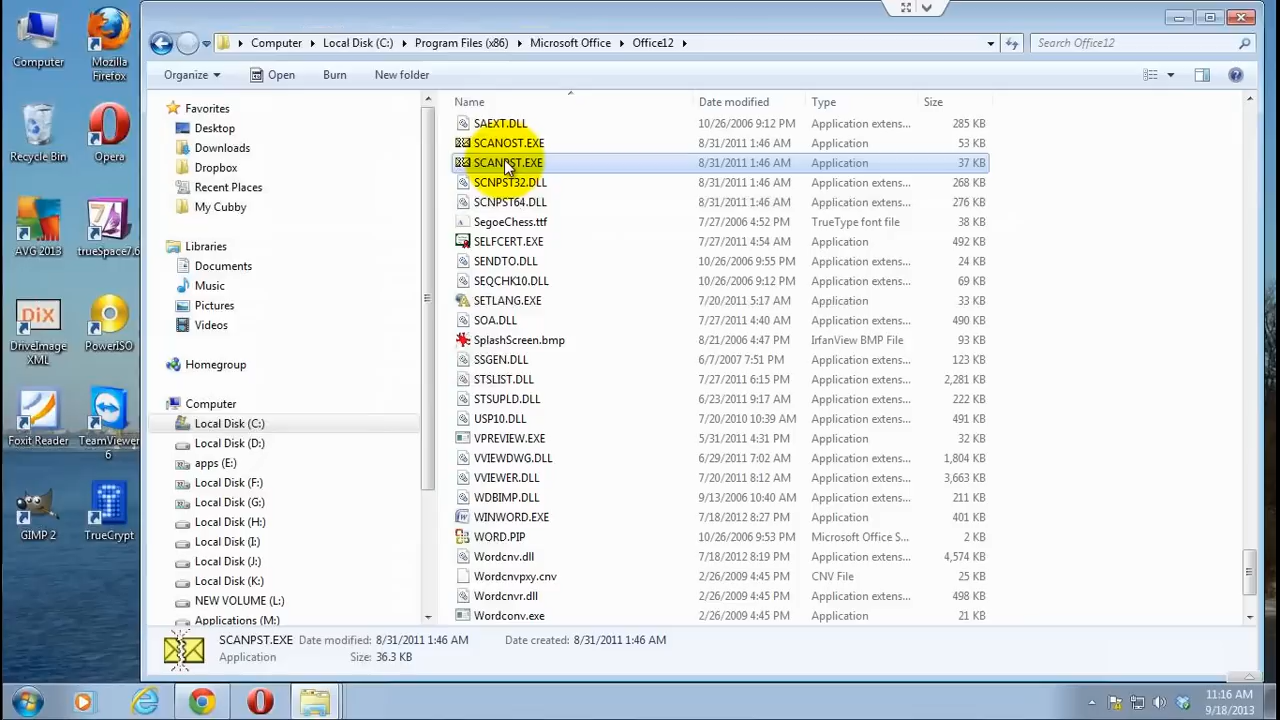 Computer
Mozilla Firefox
Recycle Bin
Opera
AVG 2013
trueSpace7.6
DiX
DriveImage XML
PowerISO
Foxit Reader
TeamViewer 6
GIMP 2
TrueCrypt
Computer Local Disk (C:) Program Files (x86) Microsoft Office Office12
Search Office12
Organize Open Burn New folder
Favorites
Desktop
Downloads
Dropbox
Recent Places
My Cubby
Libraries
Documents
Music
Pictures
Videos
Homegroup
Computer
Local Disk (C:)
Local Disk (D:)
apps (E:)
Local Disk (F:)
Local Disk (G:)
Local Disk (H:)
Local Disk (I:)
Local Disk (J:)
Local Disk (K:)
NEW VOLUME (L:)
Applications (M:)
Name Date modified Type Size
SAEXT.DLL 10/26/2006 9:12 PM Application extens... 285 KB
SCANOST.EXE 8/31/2011 1:46 AM Application 53 KB
SCANPST.EXE 8/31/2011 1:46 AM Application 37 KB
SCNPST32.DLL 8/31/2011 1:46 AM Application extens... 268 KB
SCNPST64.DLL 8/31/2011 1:46 AM Application extens... 276 KB
SegoeChess.ttf 7/27/2006 4:52 PM TrueType font file 38 KB
SELFCERT.EXE 7/27/2011 4:54 AM Application 492 KB
SENDTO.DLL 10/26/2006 9:55 PM Application extens... 24 KB
SEQCHK10.DLL 10/26/2006 9:12 PM Application extens... 69 KB
SETLANG.EXE 7/20/2011 5:17 AM Application 33 KB
SOA.DLL 7/27/2011 4:40 AM Application extens... 490 KB
SplashScreen.bmp 8/21/2006 4:47 PM IrfanView BMP File 93 KB
SSGEN.DLL 6/7/2007 7:51 PM Application extens... 123 KB
STSLIST.DLL 7/27/2011 6:15 PM Application extens... 2,281 KB
STSUPLD.DLL 6/23/2011 9:17 AM Application extens... 222 KB
USP10.DLL 7/20/2010 10:39 AM Application extens... 491 KB
VPREVIEW.EXE 5/31/2011 4:31 PM Application 32 KB
VVIEWDWG.DLL 6/29/2011 7:02 AM Application extens... 1,804 KB
VVIEWER.DLL 7/20/2011 8:12 AM Application extens... 3,663 KB
WDBIMP.DLL 9/13/2006 10:40 AM Application extens... 211 KB
WINWORD.EXE 7/18/2012 8:27 PM Application 401 KB
WORD.PIP 10/26/2006 9:53 PM Microsoft Office S... 2 KB
Wordcnv.dll 7/18/2012 8:19 PM Application extens... 4,574 KB
Wordcnvpxy.cnv 2/26/2009 4:45 PM CNV File 25 KB
Wordcnvr.dll 2/26/2009 4:45 PM Application extens... 498 KB
Wordconv.exe 2/26/2009 4:45 PM Application 21 KB
SCANPST.EXE Date modified: 8/31/2011 1:46 AM Date created: 8/31/2011 1:46 AM
Application Size: 36.3 KB
11:16 AM
9/18/2013